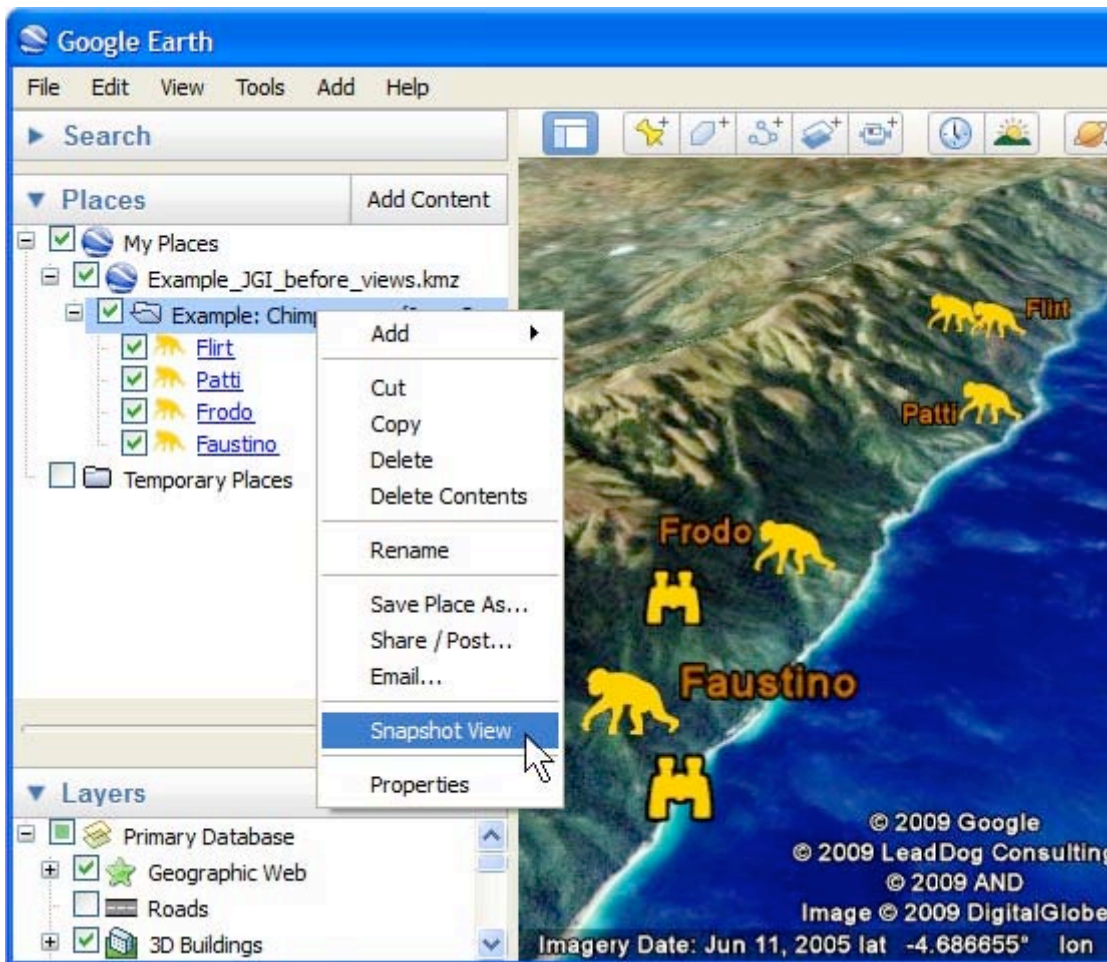 Google Earth
File Edit View Tools Add Help
Search
Places
Add Content
My Places
Example_JGI_before_views.kmz
Example: Chimp
Flirt
Patti
Frodo
Faustino
Temporary Places
Add
Cut
Copy
Delete
Delete Contents
Rename
Save Place As...
Share / Post...
Email...
Snapshot View
Properties
Layers
Primary Database
Geographic Web
Roads
3D Buildings
Flirt
Patti
Frodo
Faustino
© 2009 Google
© 2009 LeadDog Consulting
© 2009 AND
Image © 2009 DigitalGlobe
Imagery Date: Jun 11, 2005 lat -4.686655° lon